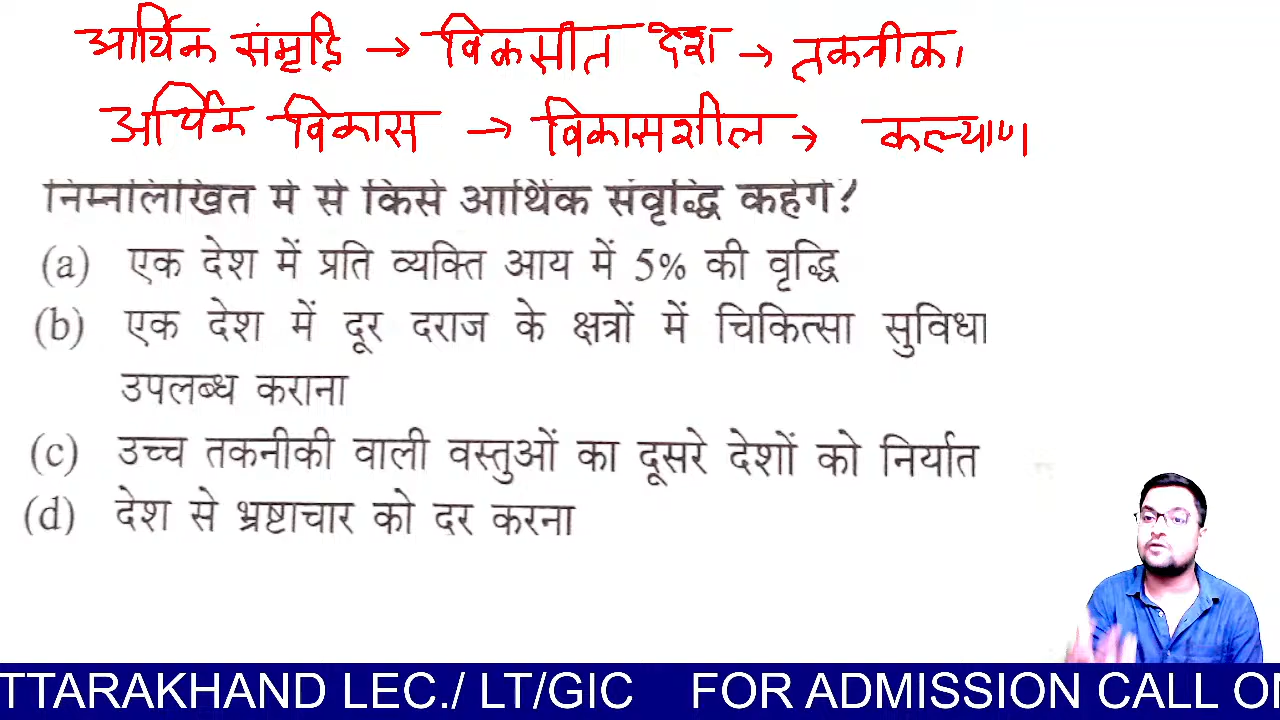 आर्थिक संमृद्धि → विकसीत देश → तकनीक।
आर्थिक विकास → विकासशील → कल्याण
निम्नलिखित में से किसे आर्थिक संवृद्धि कहेंगे?
(a) एक देश में प्रति व्यक्ति आय में 5% की वृद्धि
(b) एक देश में दूर दराज के क्षत्रों में चिकित्सा सुविधा
उपलब्ध कराना
(c) उच्च तकनीकी वाली वस्तुओं का दूसरे देशों को निर्यात
(d) देश से भ्रष्टाचार को दर करना
TTARAKHAND LEC./ LT/GIC FOR ADMISSION CALL ON